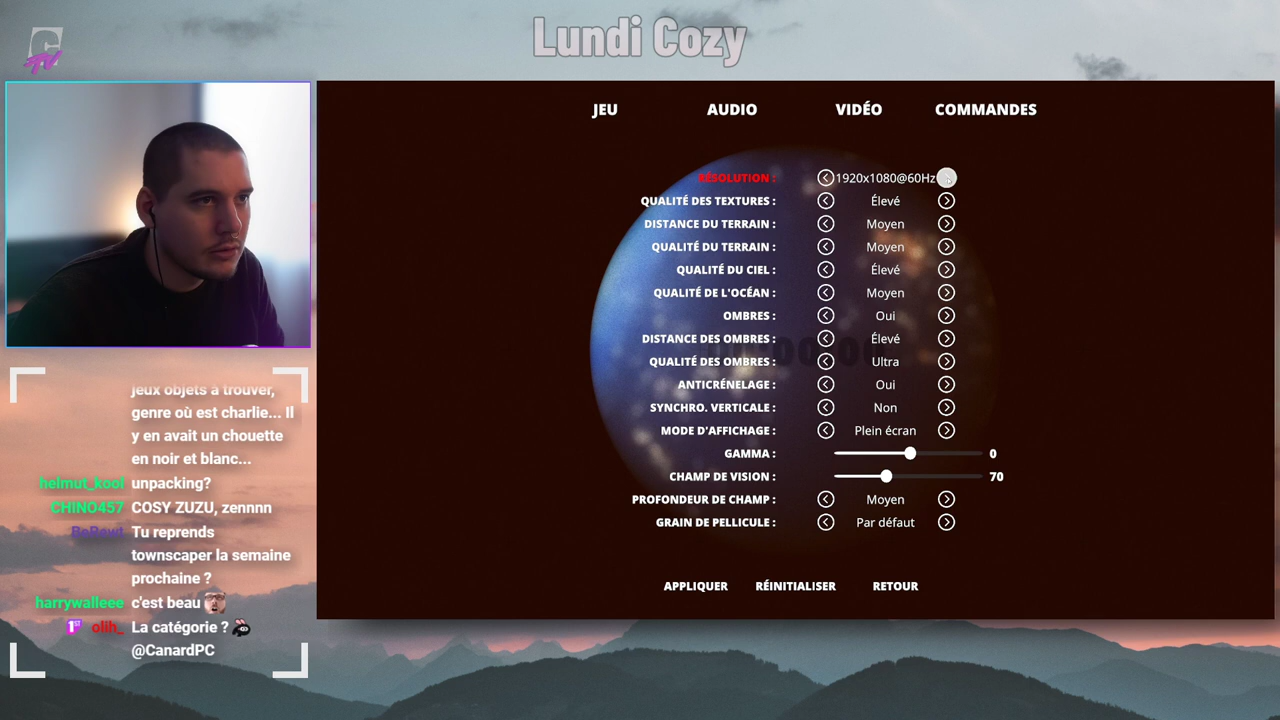 Lundi Cozy
TV
JEU AUDIO VIDÉO COMMANDES
RÉSOLUTION : 1920x1080@60Hz
QUALITÉ DES TEXTURES : Élevé
DISTANCE DU TERRAIN : Moyen
QUALITÉ DU TERRAIN : Moyen
QUALITÉ DU CIEL : Élevé
QUALITÉ DE L'OCÉAN : Moyen
OMBRES : Oui
DISTANCE DES OMBRES : Élevé
QUALITÉ DES OMBRES : Ultra
ANTICRÉNELAGE : Oui
SYNCHRO. VERTICALE : Non
MODE D'AFFICHAGE : Plein écran
GAMMA : 0
CHAMP DE VISION : 70
PROFONDEUR DE CHAMP : Moyen
GRAIN DE PELLICULE : Par défaut
APPLIQUER RÉINITIALISER RETOUR
jeux objets à trouver,
genre où est charlie... Il
y en avait un chouette
en noir et blanc...
helmut_kool unpacking?
CHINO457 COSY ZUZU, zennnn
Tu reprends
townscaper la semaine
prochaine ?
harrywalleee c'est beau
1ST olih_ La catégorie ?
@CanardPC